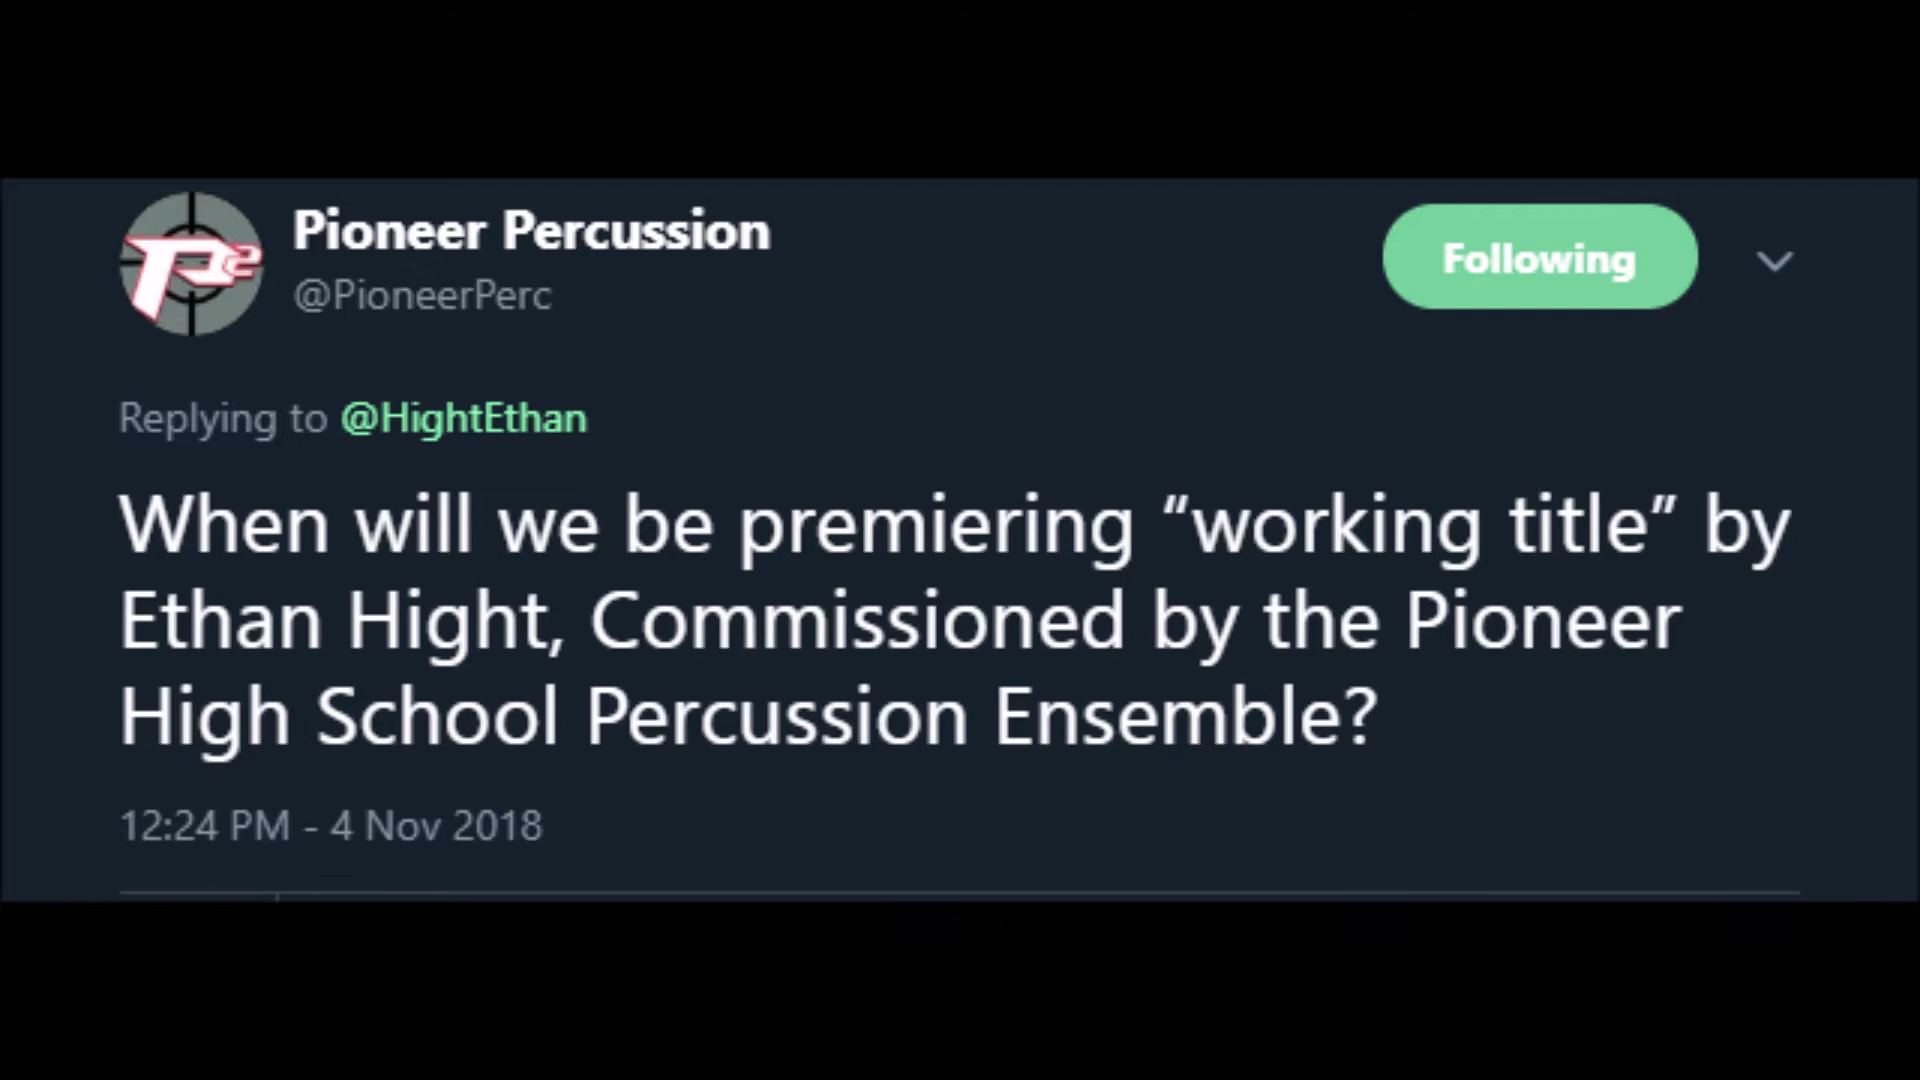 P2
Pioneer Percussion
@PioneerPerc
Following
Replying to @HightEthan
When will we be premiering “working title” by
Ethan Hight, Commissioned by the Pioneer
High School Percussion Ensemble?
12:24 PM - 4 Nov 2018